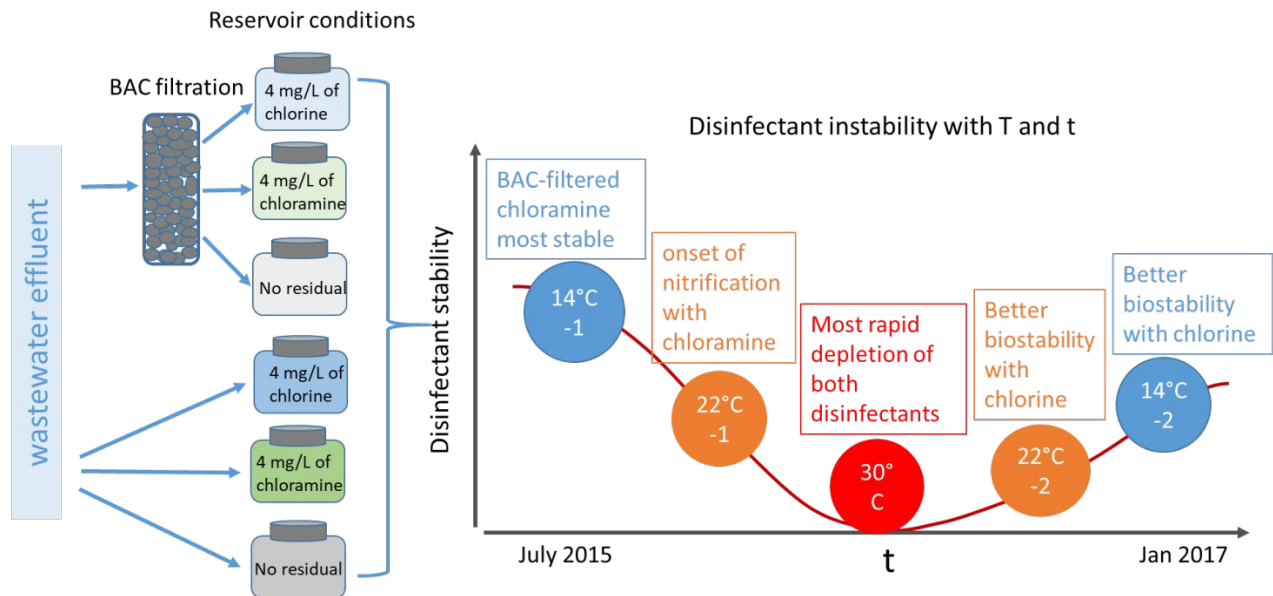 Reservoir conditions
BAC filtration
wastewater effluent
4 mg/L of
chlorine
4 mg/L of
chloramine
No residual
4 mg/L of
chlorine
4 mg/L of
chloramine
No residual
Disinfectant instability with T and t
Disinfectant stability
BAC-filtered
chloramine
most stable
14°C
-1
onset of
nitrification
with
chloramine
22°C
-1
Most rapid
depletion of
both
disinfectants
30°
C
Better
biostability
with
chlorine
22°C
-2
Better
biostability
with chlorine
14°C
-2
July 2015
t
Jan 2017